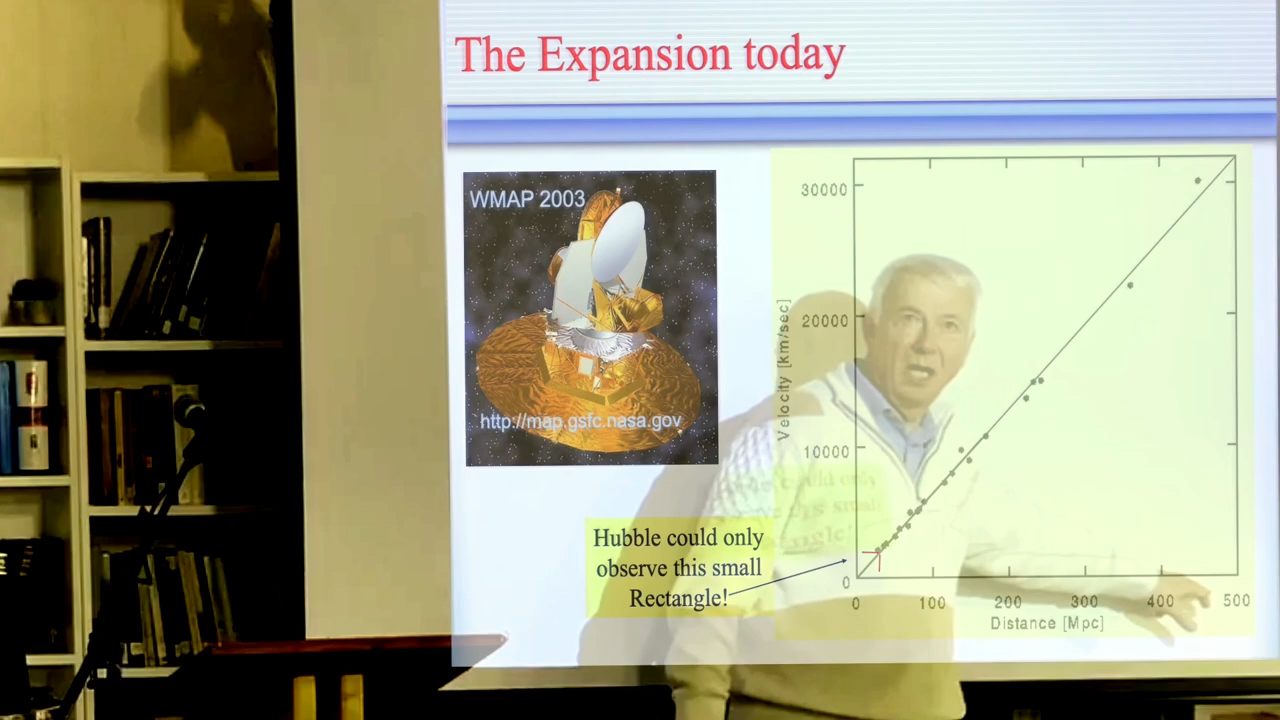 The Expansion today
WMAP 2003
http://map.gsfc.nasa.gov
Hubble could only
observe this small
Rectangle!
30000
20000
10000
0
Velocity [km/sec]
0 100 200 300 400 500
Distance [Mpc]